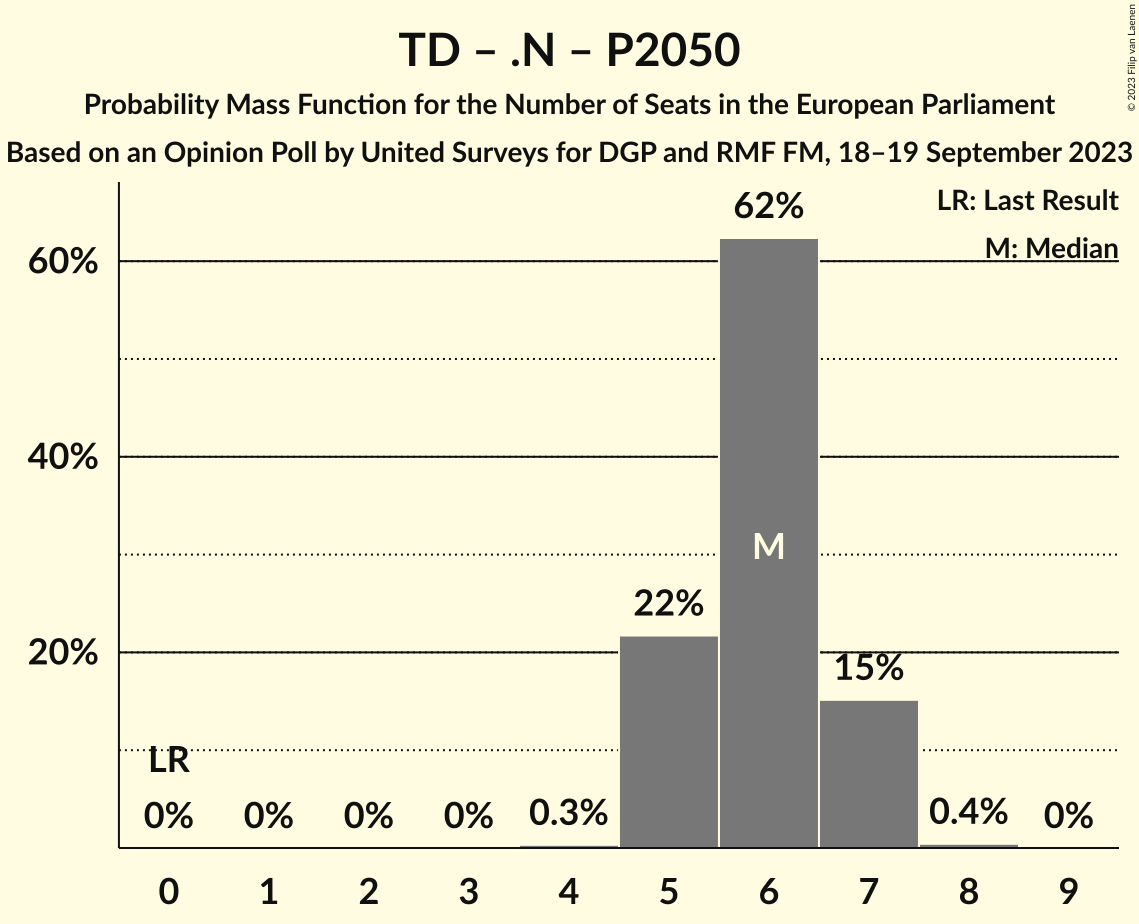 TD – .N – P2050
Probability Mass Function for the Number of Seats in the European Parliament
Based on an Opinion Poll by United Surveys for DGP and RMF FM, 18–19 September 2023
© 2023 Filip van Laenen
LR: Last Result
M: Median
60%
40%
20%
62%
M
22%
15%
LR
0%
0%
0%
0%
0.3%
0.4%
0%
0 1 2 3 4 5 6 7 8 9